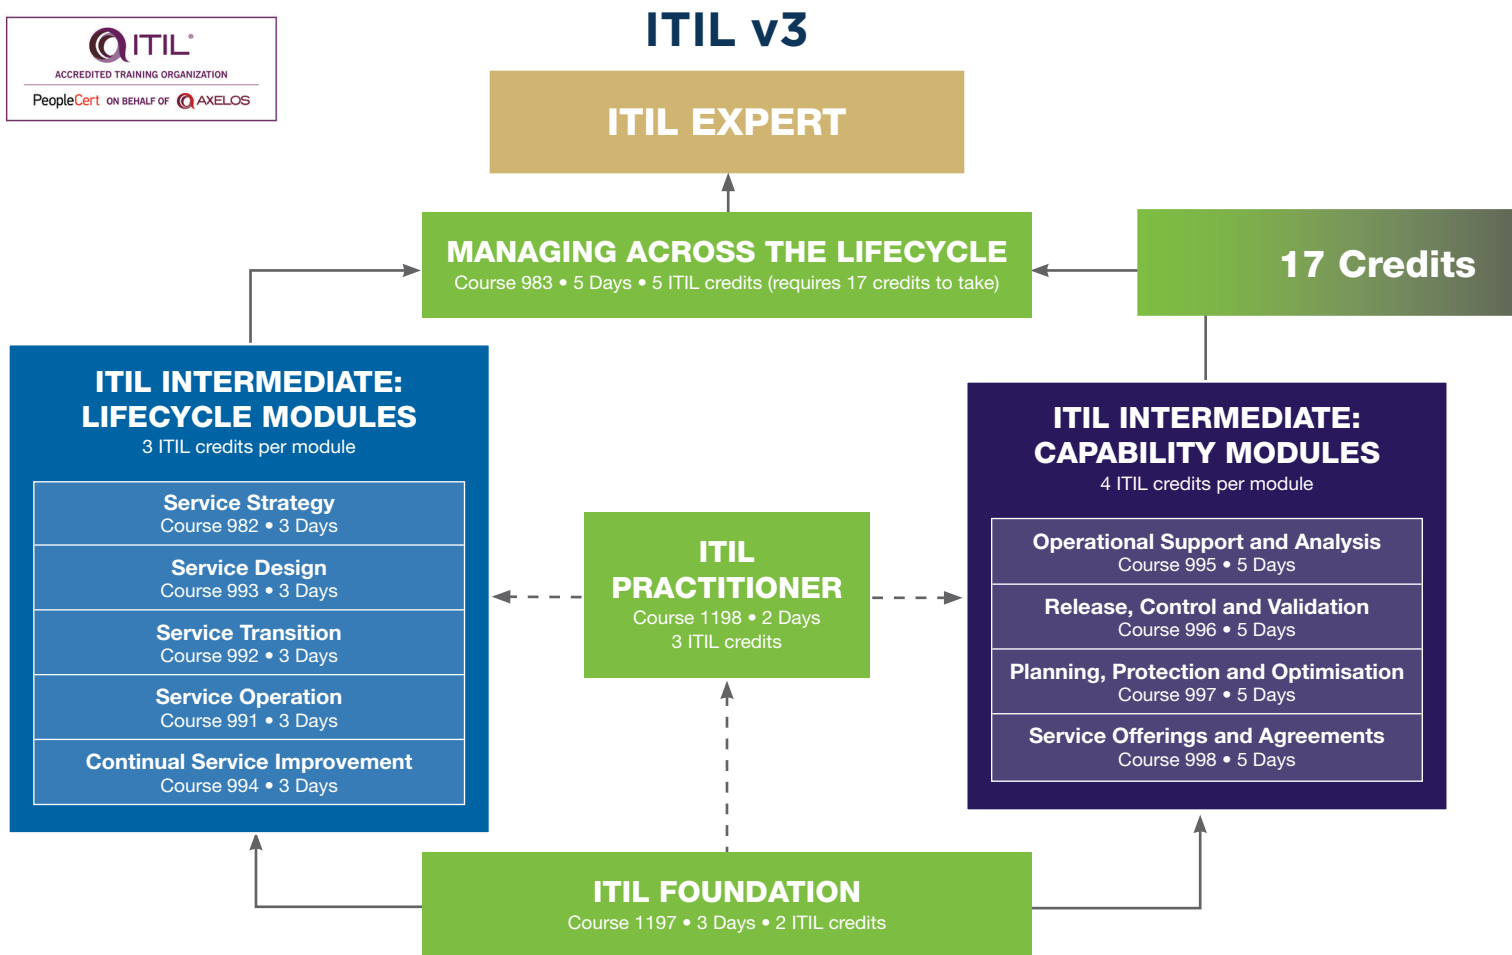 ITIL®
ACCREDITED TRAINING ORGANIZATION
PeopleCert ON BEHALF OF AXELOS
ITIL v3
ITIL EXPERT
MANAGING ACROSS THE LIFECYCLE
Course 983 • 5 Days • 5 ITIL credits (requires 17 credits to take)
17 Credits
ITIL INTERMEDIATE:
LIFECYCLE MODULES
3 ITIL credits per module
Service Strategy
Course 982 • 3 Days
Service Design
Course 993 • 3 Days
Service Transition
Course 992 • 3 Days
Service Operation
Course 991 • 3 Days
Continual Service Improvement
Course 994 • 3 Days
ITIL
PRACTITIONER
Course 1198 • 2 Days
3 ITIL credits
ITIL INTERMEDIATE:
CAPABILITY MODULES
4 ITIL credits per module
Operational Support and Analysis
Course 995 • 5 Days
Release, Control and Validation
Course 996 • 5 Days
Planning, Protection and Optimisation
Course 997 • 5 Days
Service Offerings and Agreements
Course 998 • 5 Days
ITIL FOUNDATION
Course 1197 • 3 Days • 2 ITIL credits